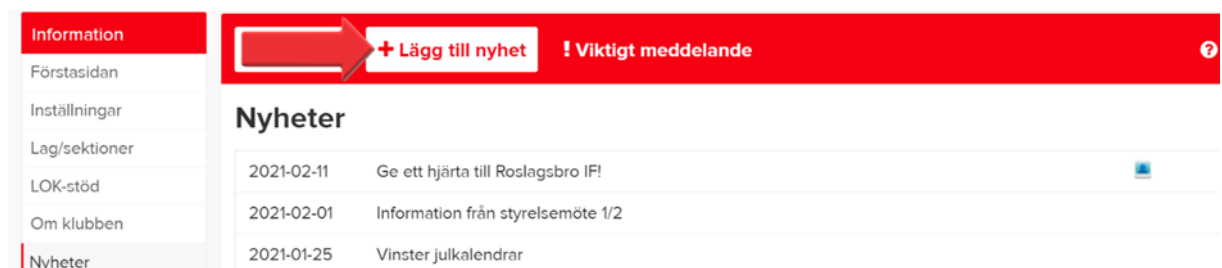 Information
Förstasidan
Inställningar
Lag/sektioner
LOK-stöd
Om klubben
Nyheter
+ Lägg till nyhet ! Viktigt meddelande ?
Nyheter
2021-02-11 Ge ett hjärta till Roslagsbro IF!
2021-02-01 Information från styrelsemöte 1/2
2021-01-25 Vinster julkalendrar